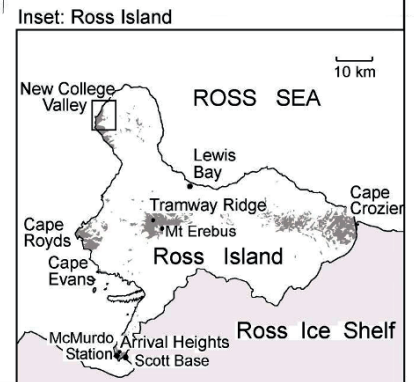 Inset: Ross Island
10 km
New College
Valley
ROSS SEA
Lewis
Bay
Tramway Ridge
Cape
Crozier
Mt Erebus
Cape
Royds
Ross Island
Cape
Evans
Ross Ice Shelf
McMurdo
Station
Arrival Heights
Scott Base